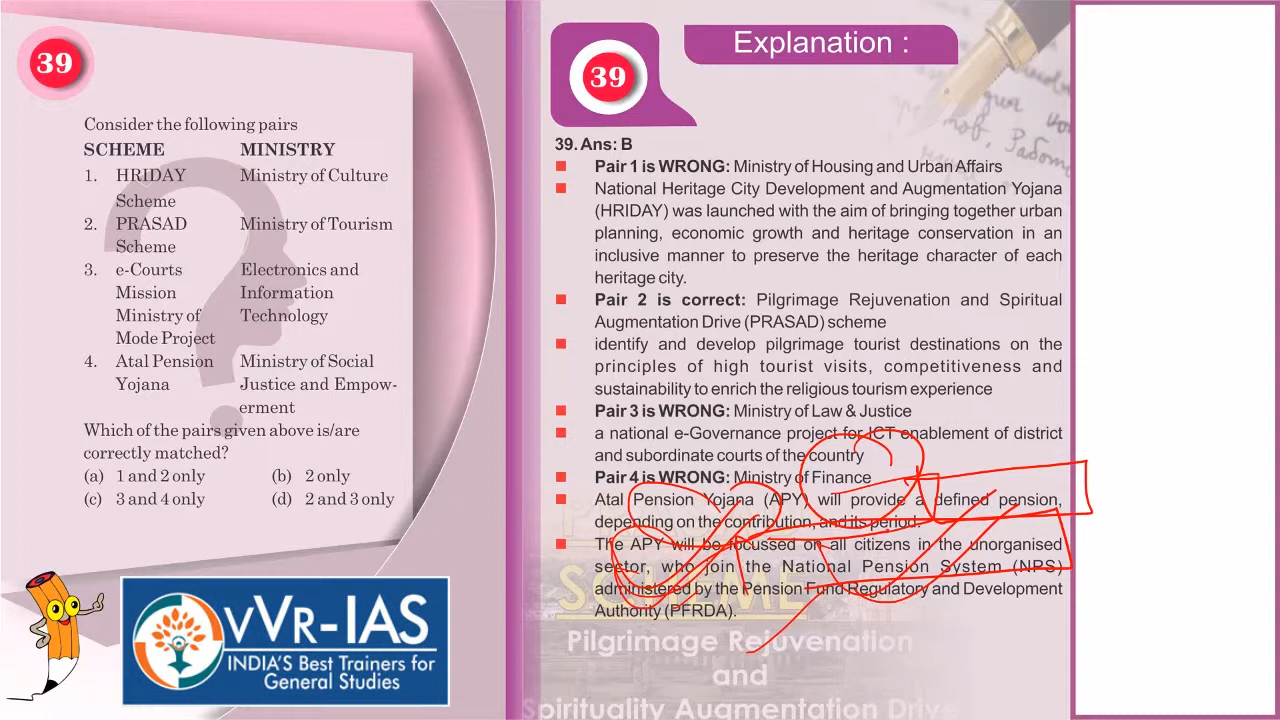 39
Consider the following pairs
SCHEME MINISTRY
1. HRIDAY Ministry of Culture
Scheme
2. PRASAD Ministry of Tourism
Scheme
3. e-Courts Electronics and
Mission Information
Ministry of Technology
Mode Project
4. Atal Pension Ministry of Social
Yojana Justice and Empow-
erment
Which of the pairs given above is/are
correctly matched?
(a) 1 and 2 only (b) 2 only
(c) 3 and 4 only (d) 2 and 3 only
vVr-IAS
INDIA'S Best Trainers for
General Studies
39
Explanation :
39. Ans: B
Pair 1 is WRONG: Ministry of Housing and Urban Affairs
National Heritage City Development and Augmentation Yojana
(HRIDAY) was launched with the aim of bringing together urban
planning, economic growth and heritage conservation in an
inclusive manner to preserve the heritage character of each
heritage city.
Pair 2 is correct: Pilgrimage Rejuvenation and Spiritual
Augmentation Drive (PRASAD) scheme
identify and develop pilgrimage tourist destinations on the
principles of high tourist visits, competitiveness and
sustainability to enrich the religious tourism experience
Pair 3 is WRONG: Ministry of Law & Justice
a national e-Governance project for ICT enablement of district
and subordinate courts of the country
Pair 4 is WRONG: Ministry of Finance
Atal Pension Yojana (APY) will provide a defined pension,
depending on the contribution, and its period.
The APY will be focussed on all citizens in the unorganised
sector, who join the National Pension System (NPS)
administered by the Pension Fund Regulatory and Development
Authority (PFRDA).
SCHEME
Pilgrimage Rejuvenation
and
Spirituality Augmentation Drive